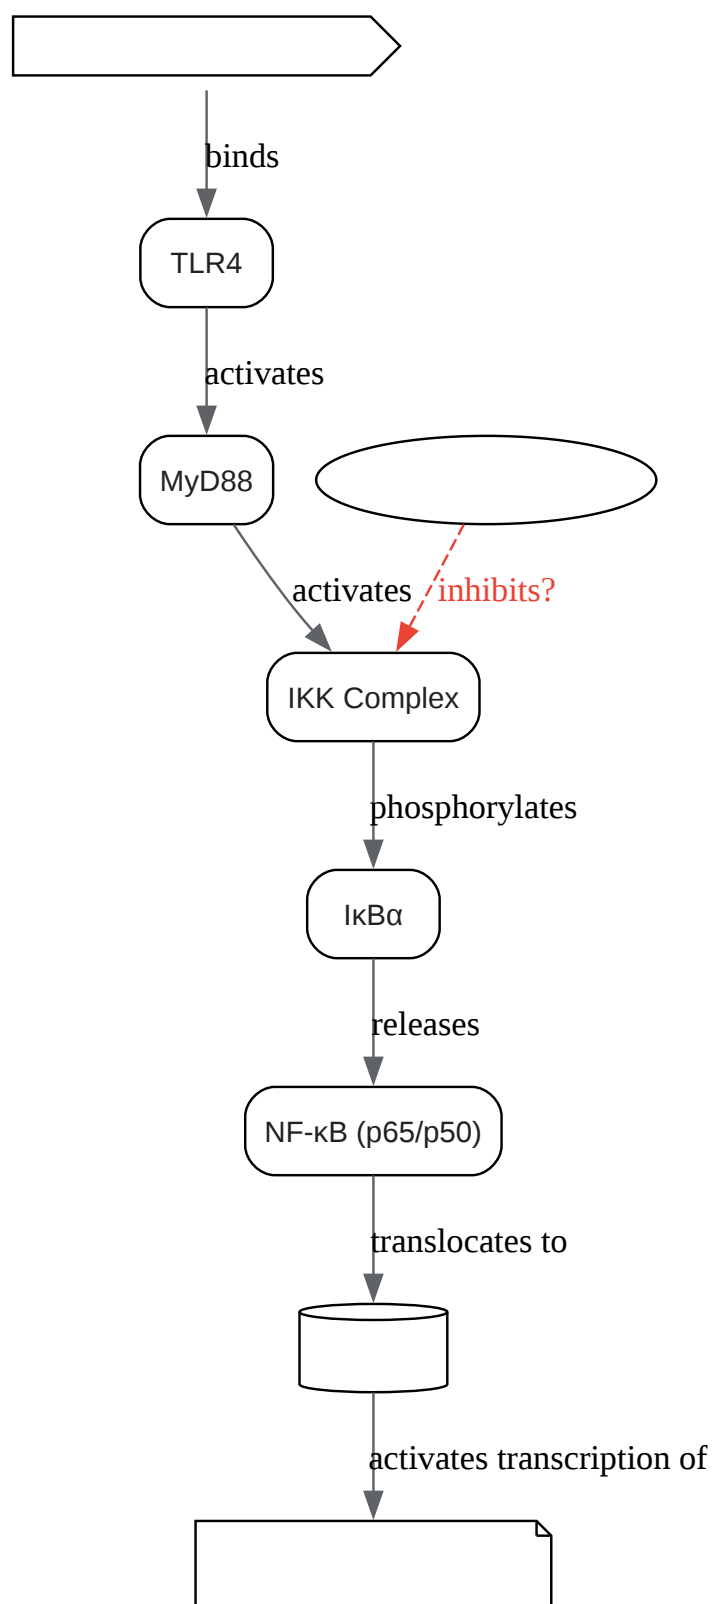 binds
TLR4
activates
MyD88
activates
inhibits?
IKK Complex
phosphorylates
IκBα
releases
NF-κB (p65/p50)
translocates to
activates transcription of